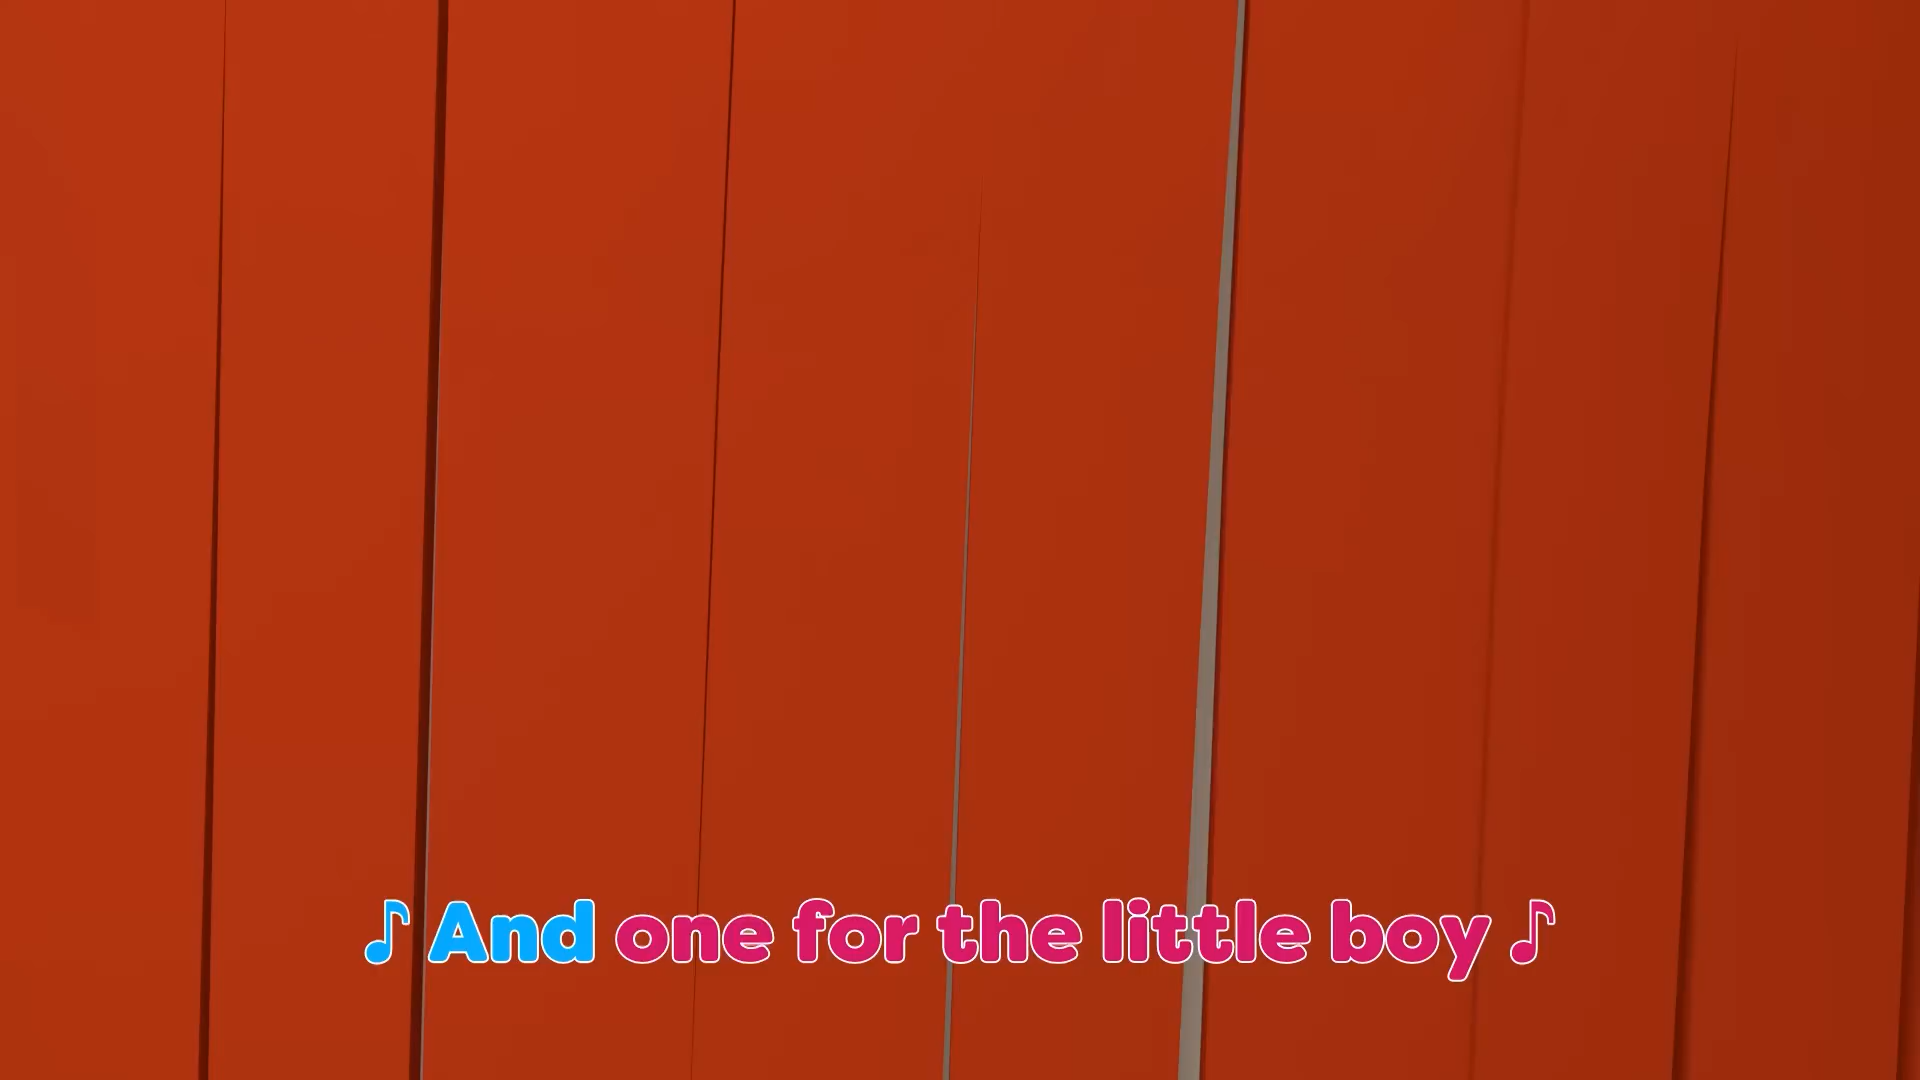 ♪ And one for the little boy ♪